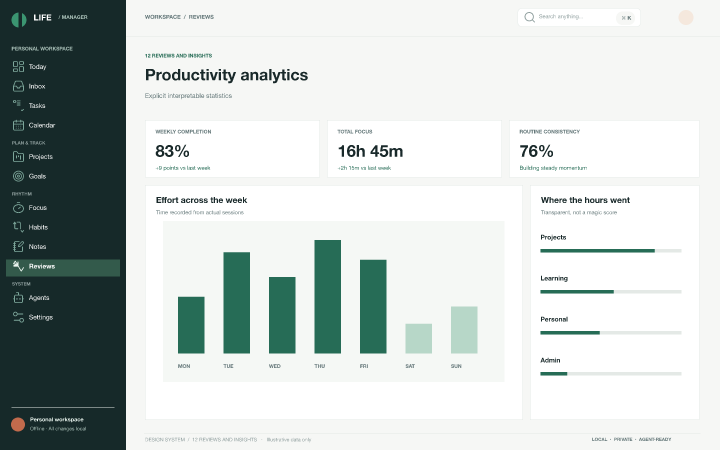 LIFE / MANAGER
PERSONAL WORKSPACE
Today
Inbox
Tasks
Calendar
PLAN & TRACK
Projects
Goals
RHYTHM
Focus
Habits
Notes
Reviews
SYSTEM
Agents
Settings
Personal workspace
Offline · All changes local
WORKSPACE / REVIEWS
Search anything...
⌘ K
12 REVIEWS AND INSIGHTS
Productivity analytics
Explicit interpretable statistics
WEEKLY COMPLETION
83%
+9 points vs last week
TOTAL FOCUS
16h 45m
+2h 15m vs last week
ROUTINE CONSISTENCY
76%
Building steady momentum
Effort across the week
Time recorded from actual sessions
MON TUE WED THU FRI SAT SUN
Where the hours went
Transparent, not a magic score
Projects
Learning
Personal
Admin
DESIGN SYSTEM / 12 REVIEWS AND INSIGHTS · Illustrative data only
LOCAL · PRIVATE · AGENT-READY